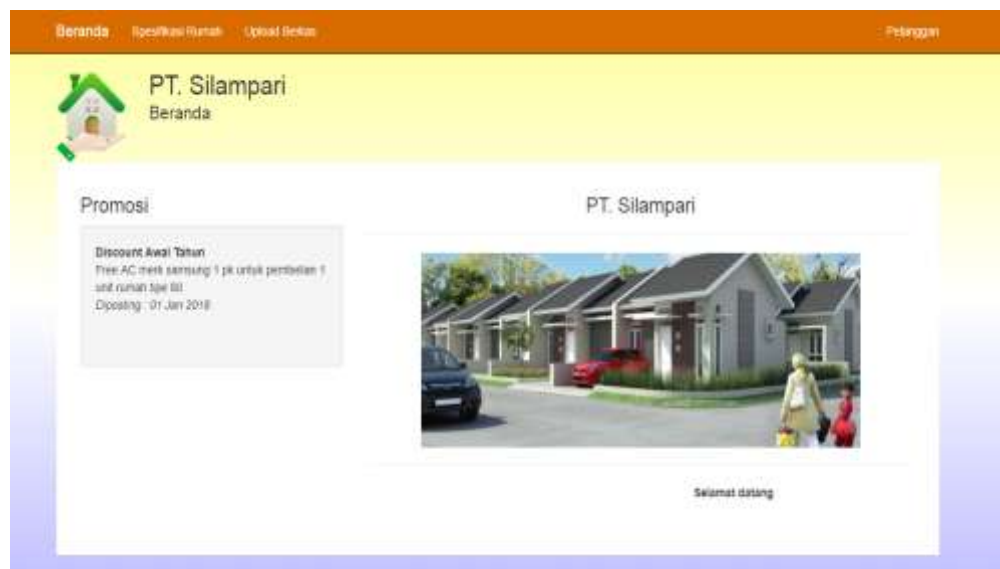 Beranda Spesifikasi Rumah Upload Berkas Pelanggan
PT. Silampari
Beranda
Promosi
Discount Awal Tahun
Free AC merk samsung 1 pk untuk pembelian 1
unit rumah tipe
Diposting : 01 Jan 2018
PT. Silampari
Selamat datang